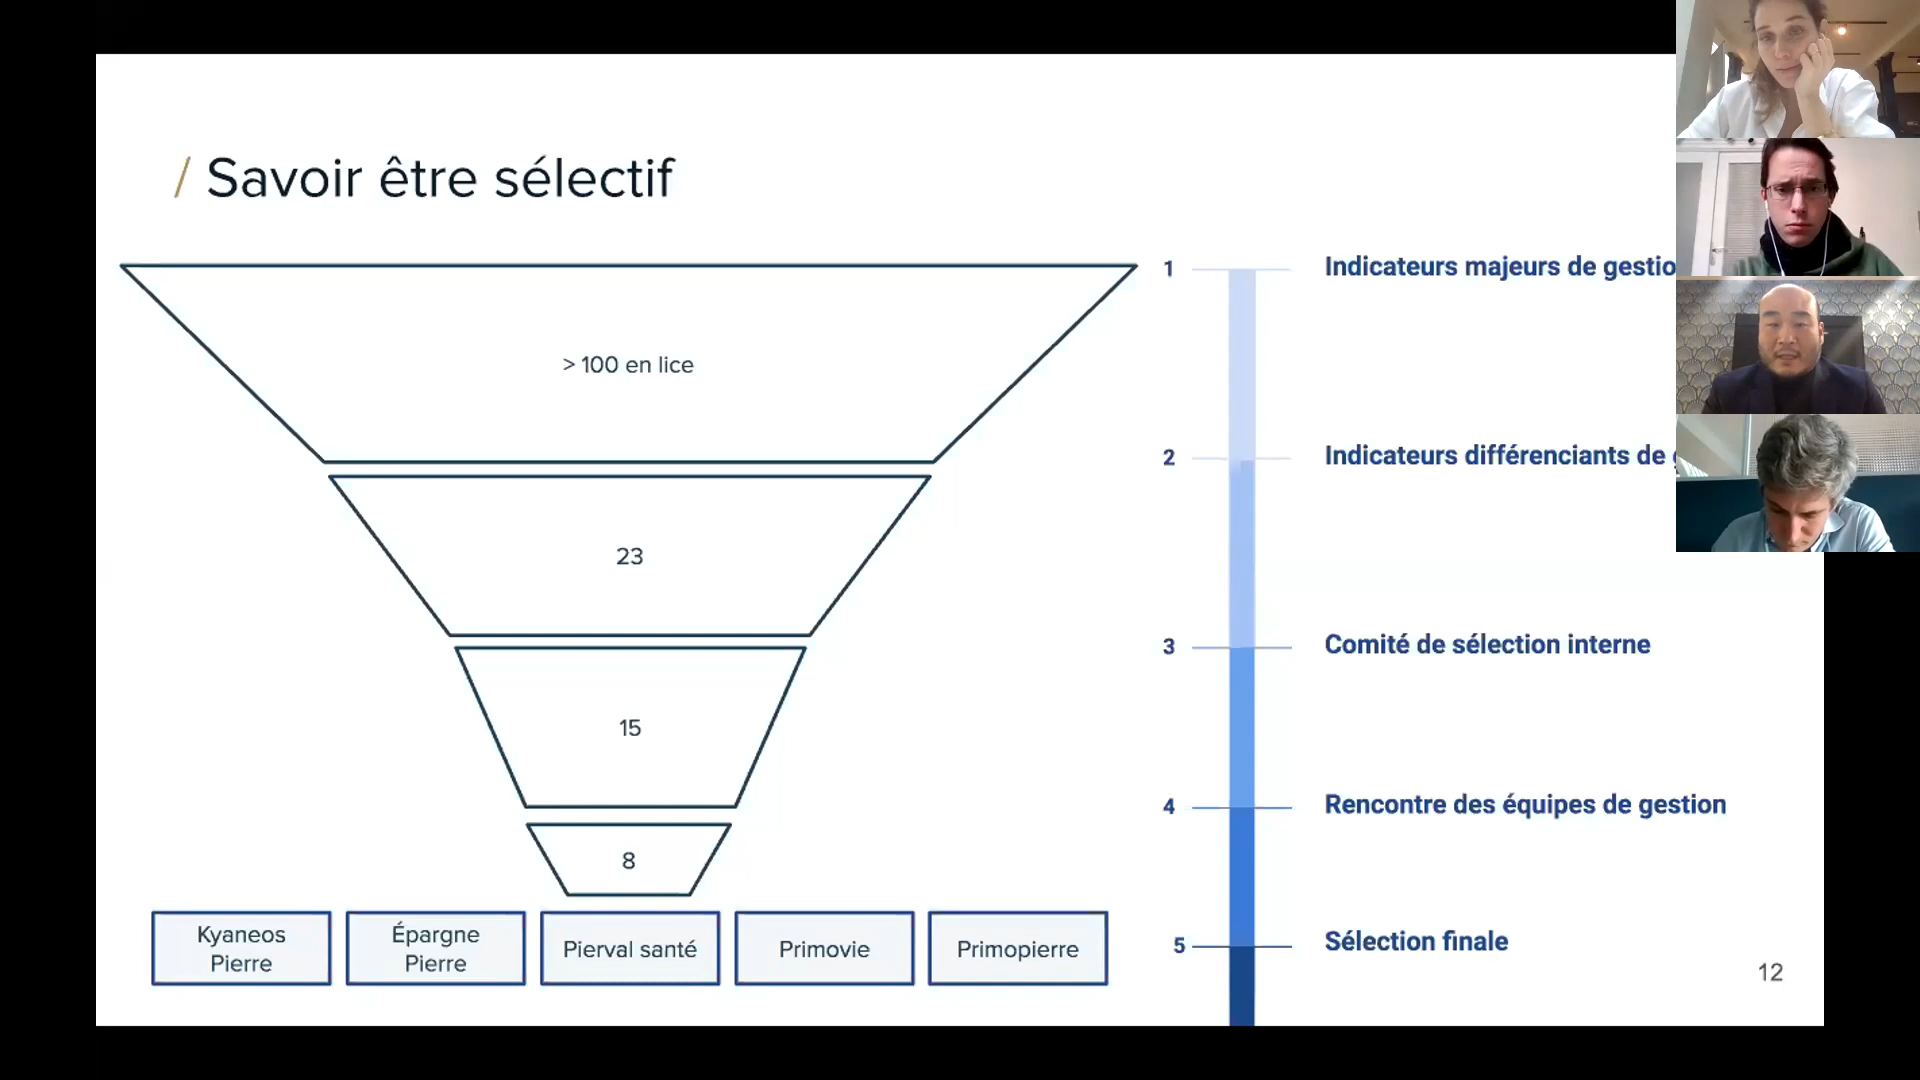 / Savoir être sélectif
> 100 en lice
23
15
8
Kyaneos
Pierre
Épargne
Pierre
Pierval santé
Primovie
Primopierre
1 Indicateurs majeurs de gestio
2 Indicateurs différenciants de
3 Comité de sélection interne
4 Rencontre des équipes de gestion
5 Sélection finale
12